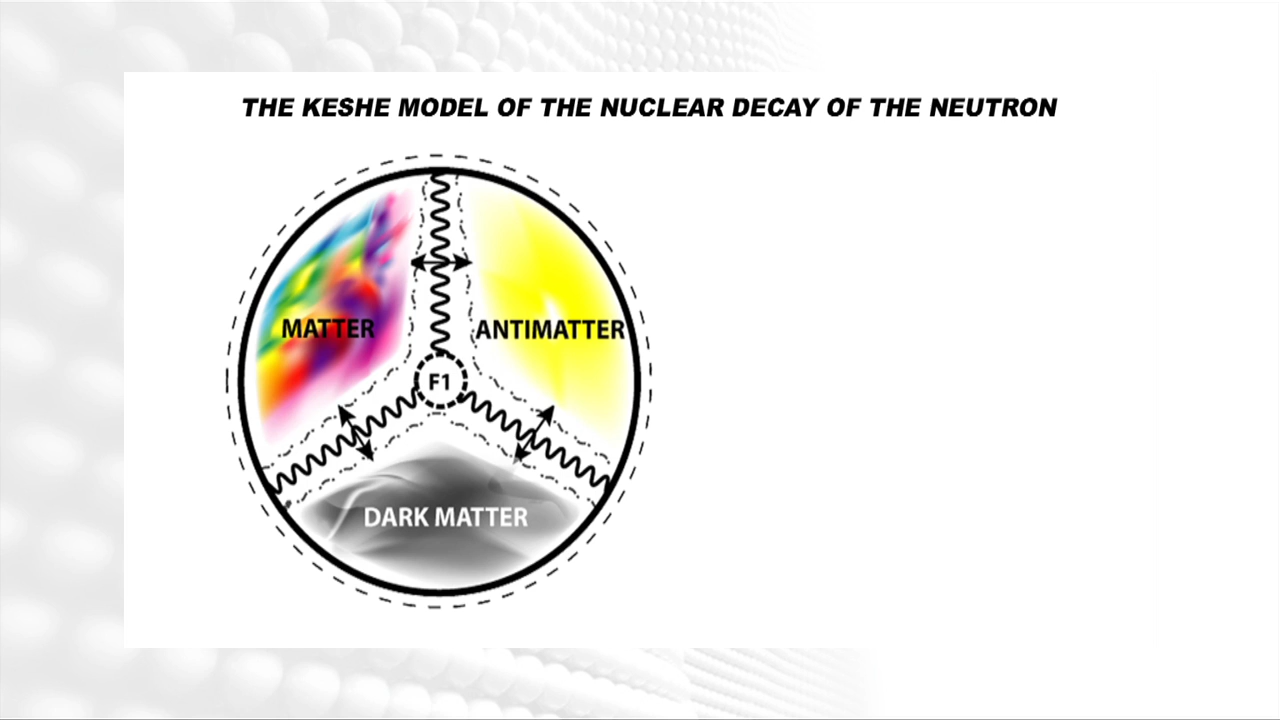 THE KESHE MODEL OF THE NUCLEAR DECAY OF THE NEUTRON
MATTER
ANTIMATTER
F1
DARK MATTER